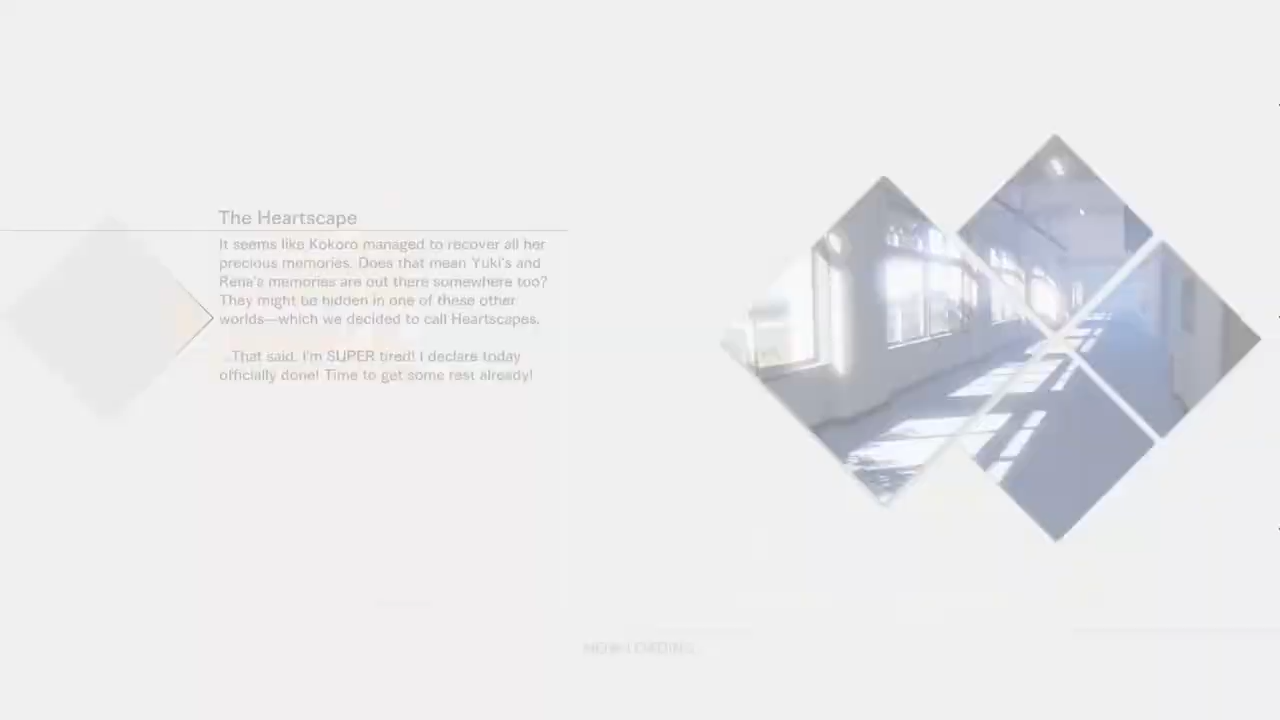 The Heartscape
It seems like Kokoro managed to recover all her
precious memories. Does that mean Yuki's and
Rena's memories are out there somewhere too?
They might be hidden in one of these other
worlds—which we decided to call Heartscapes.
...That said, I'm SUPER tired! I declare today
officially done! Time to get some rest already!
NOW LOADING...